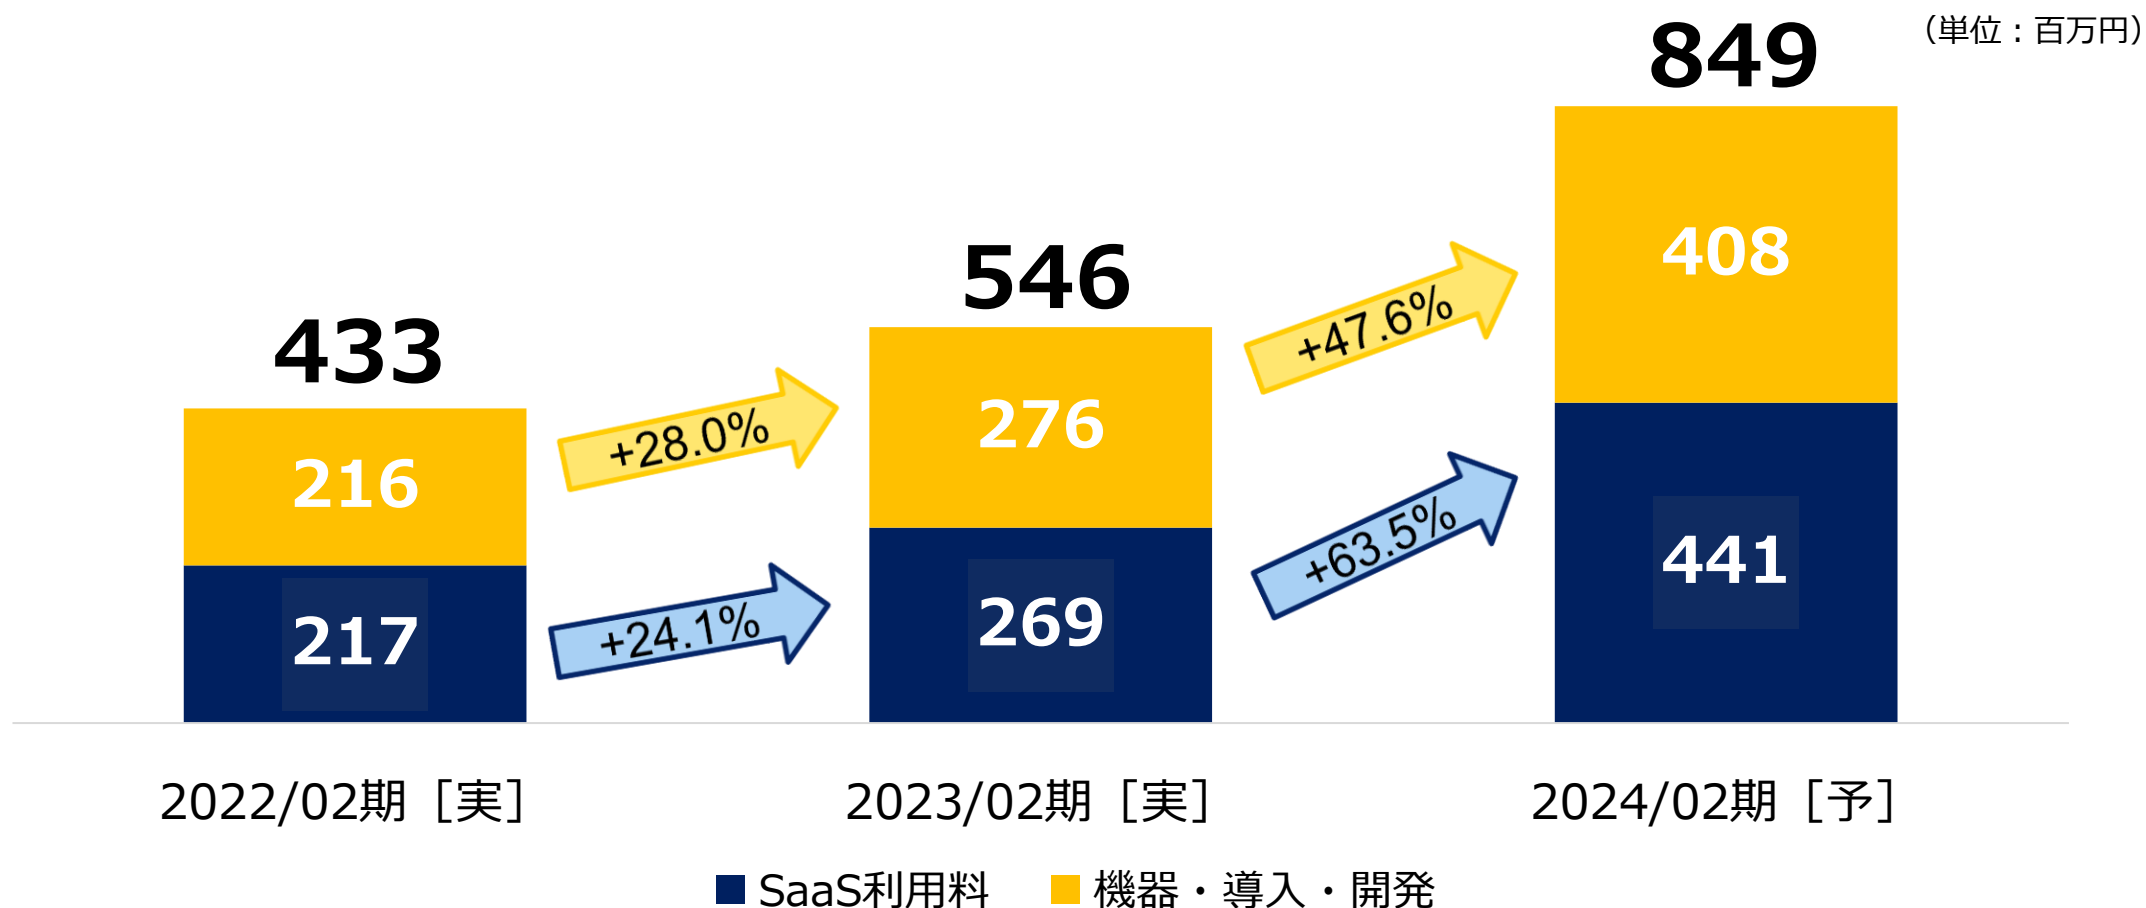 （単位：百万円）
849
546
433
408
276
216
+47.6%
+28.0%
441
269
217
+63.5%
+24.1%
2022/02期［実］
2023/02期［実］
2024/02期［予］
SaaS利用料
機器・導入・開発